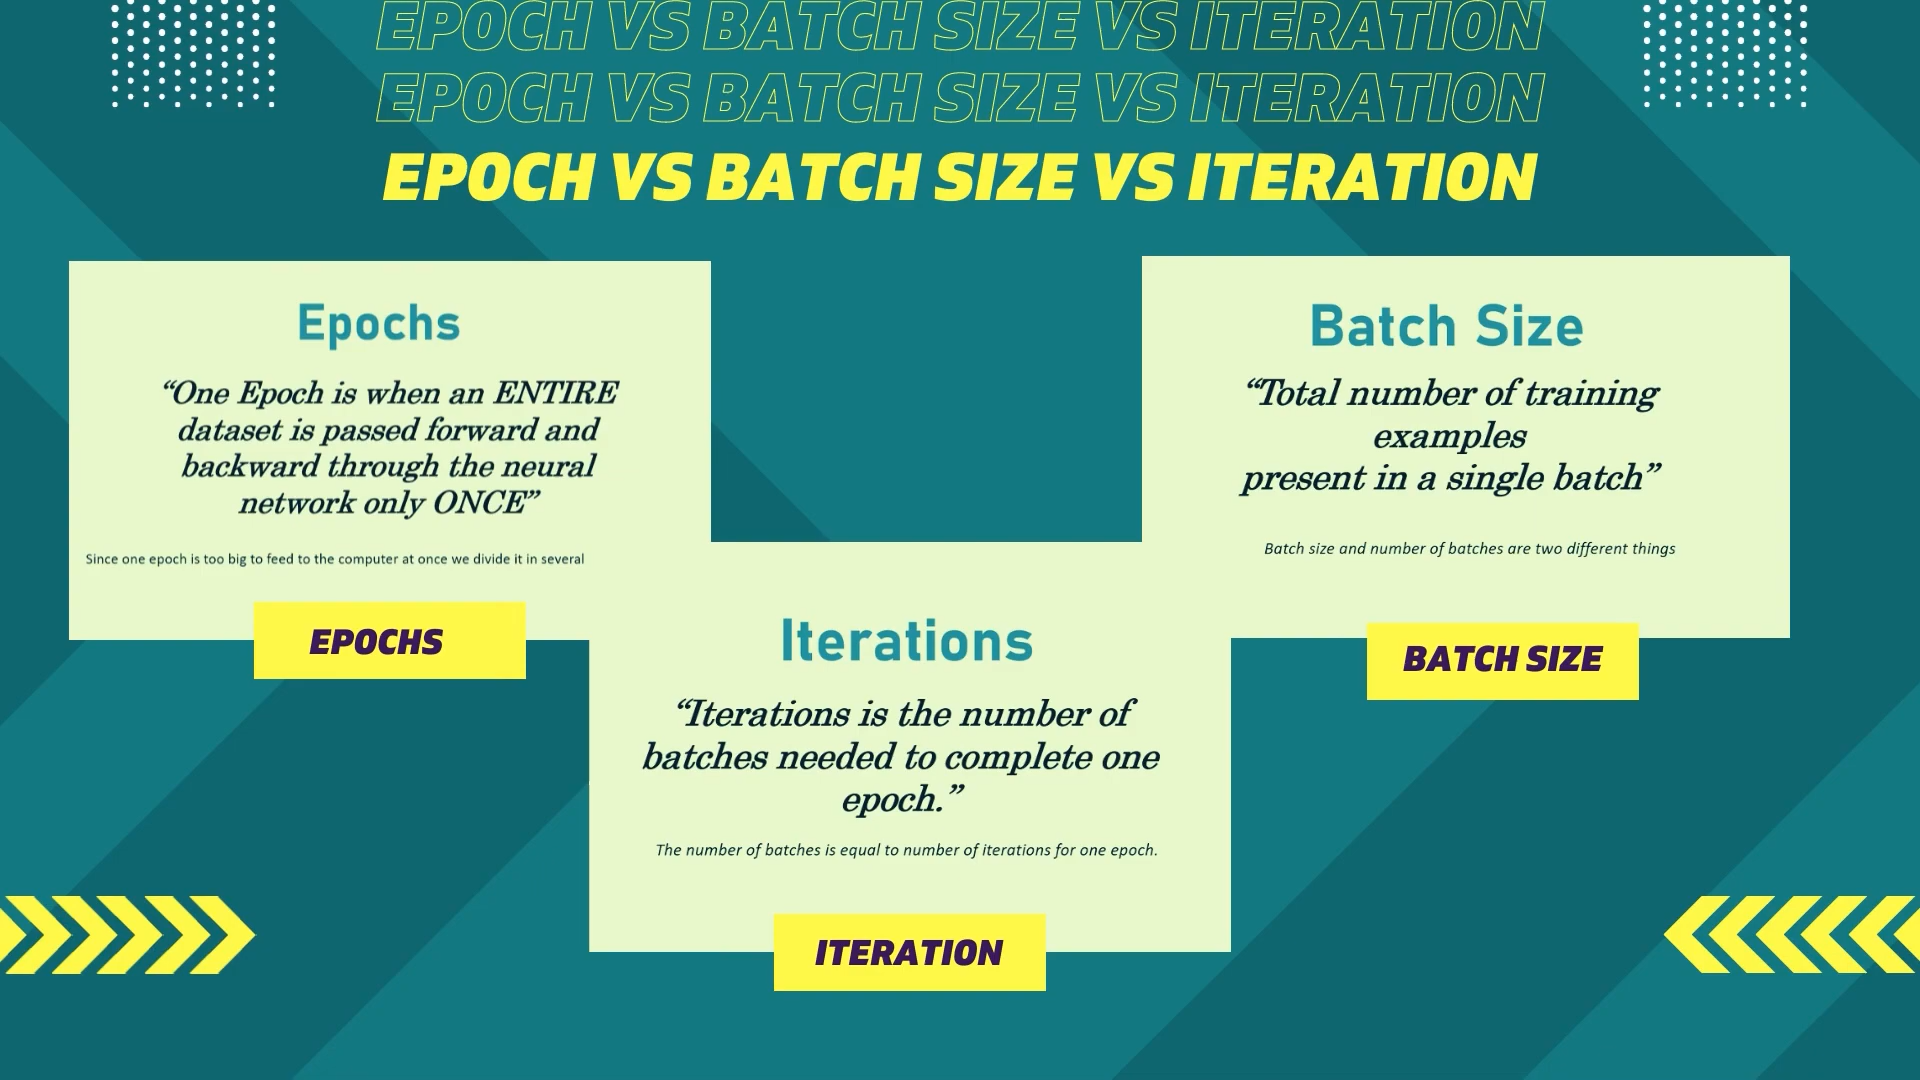 EPOCH VS BATCH SIZE VS ITERATION
EPOCH VS BATCH SIZE VS ITERATION
EPOCH VS BATCH SIZE VS ITERATION
Epochs
“One Epoch is when an ENTIRE
dataset is passed forward and
backward through the neural
network only ONCE”
Since one epoch is too big to feed to the computer at once we divide it in several
EPOCHS
Batch Size
“Total number of training
examples
present in a single batch”
Batch size and number of batches are two different things
BATCH SIZE
Iterations
“Iterations is the number of
batches needed to complete one
epoch.”
The number of batches is equal to number of iterations for one epoch.
ITERATION